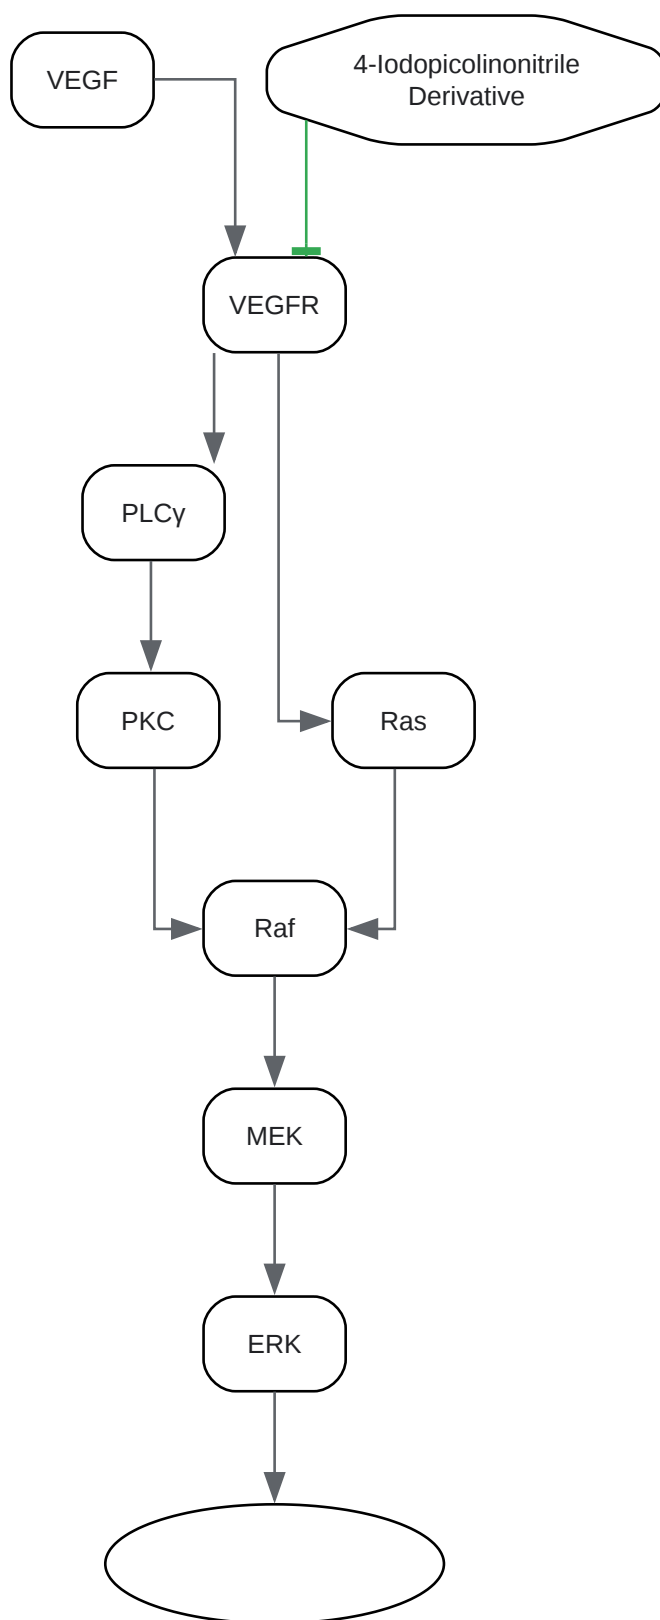 VEGF
4-Iodopicolinonitrile
Derivative
VEGFR
PLCγ
PKC
Ras
Raf
MEK
ERK